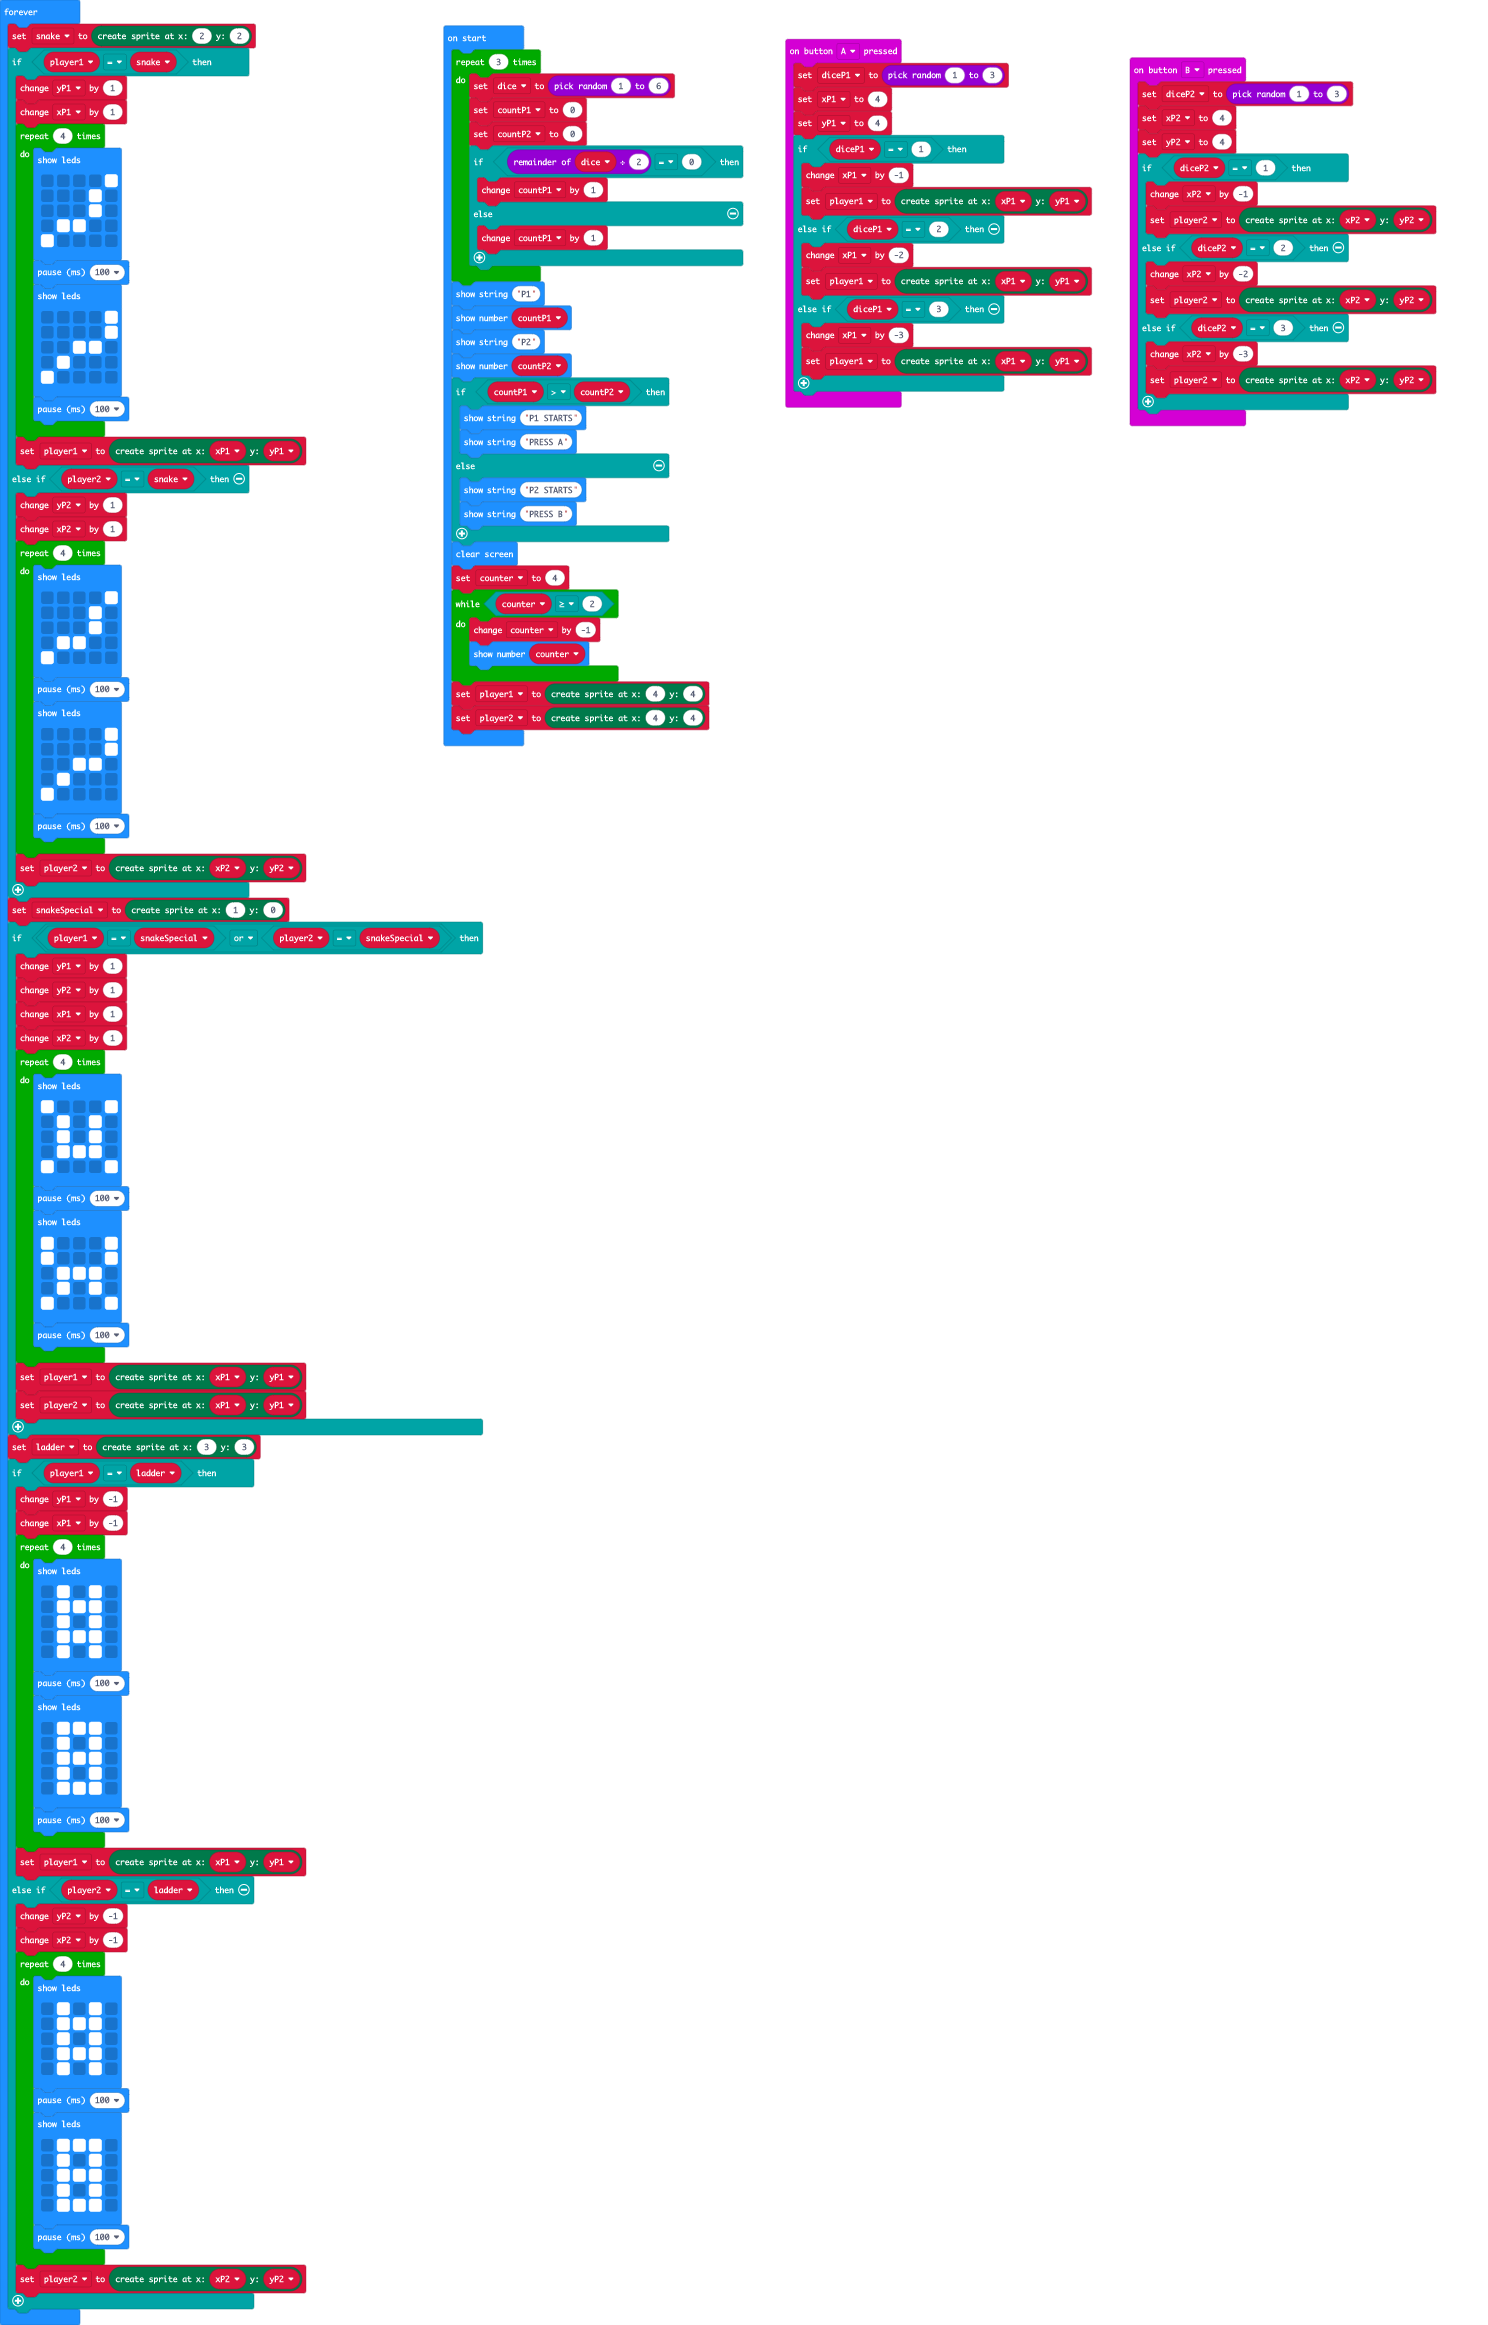 forever
set snake to create sprite at x: 2 y: 2
if player1 = snake then
change yP1 by 1
change xP1 by 1
repeat 4 times
do
show leds
pause (ms) 100
show leds
pause (ms) 100
set player1 to create sprite at x: xP1 y: yP1
else if player2 = snake then
change yP2 by 1
change xP2 by 1
repeat 4 times
do
show leds
pause (ms) 100
show leds
pause (ms) 100
set player2 to create sprite at x: xP2 y: yP2
set snakeSpecial to create sprite at x: 1 y: 0
if player1 = snakeSpecial or player2 = snakeSpecial then
change yP1 by 1
change yP2 by 1
change xP1 by 1
change xP2 by 1
repeat 4 times
do
show leds
pause (ms) 100
show leds
pause (ms) 100
set player1 to create sprite at x: xP1 y: yP1
set player2 to create sprite at x: xP1 y: yP1
set ladder to create sprite at x: 3 y: 3
if player1 = ladder then
change yP1 by -1
change xP1 by -1
repeat 4 times
do
show leds
pause (ms) 100
show leds
pause (ms) 100
set player1 to create sprite at x: xP1 y: yP1
else if player2 = ladder then
change yP2 by -1
change xP2 by -1
repeat 4 times
do
show leds
pause (ms) 100
show leds
pause (ms) 100
set player2 to create sprite at x: xP2 y: yP2
on start
repeat 3 times
do
set dice to pick random 1 to 6
set countP1 to 0
set countP2 to 0
if remainder of dice ÷ 2 = 0 then
change countP1 by 1
else
change countP1 by 1
show string "P1"
show number countP1
show string "P2"
show number countP2
if countP1 > countP2 then
show string "P1 STARTS"
show string "PRESS A"
else
show string "P2 STARTS"
show string "PRESS B"
clear screen
set counter to 4
while counter ≥ 2
do
change counter by -1
show number counter
set player1 to create sprite at x: 4 y: 4
set player2 to create sprite at x: 4 y: 4
on button A pressed
set diceP1 to pick random 1 to 3
set xP1 to 4
set yP1 to 4
if diceP1 = 1 then
change xP1 by -1
set player1 to create sprite at x: xP1 y: yP1
else if diceP1 = 2 then
change xP1 by -2
set player1 to create sprite at x: xP1 y: yP1
else if diceP1 = 3 then
change xP1 by -3
set player1 to create sprite at x: xP1 y: yP1
on button B pressed
set diceP2 to pick random 1 to 3
set xP2 to 4
set yP2 to 4
if diceP2 = 1 then
change xP2 by -1
set player2 to create sprite at x: xP2 y: yP2
else if diceP2 = 2 then
change xP2 by -2
set player2 to create sprite at x: xP2 y: yP2
else if diceP2 = 3 then
change xP2 by -3
set player2 to create sprite at x: xP2 y: yP2